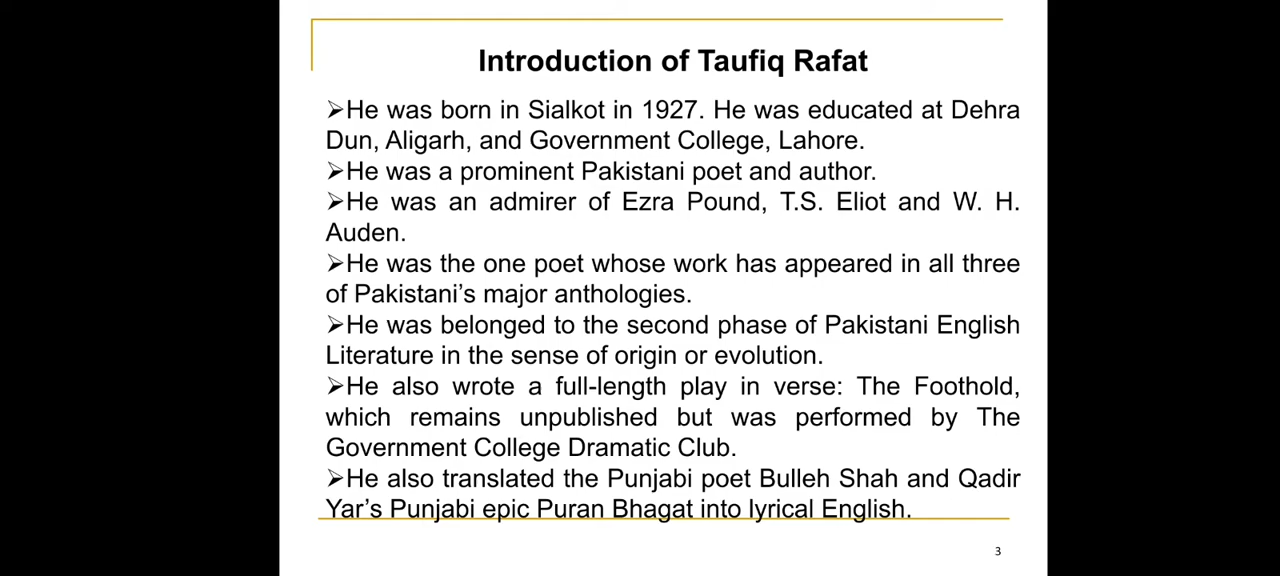 Introduction of Taufiq Rafat
➢He was born in Sialkot in 1927. He was educated at Dehra
Dun, Aligarh, and Government College, Lahore.
➢He was a prominent Pakistani poet and author.
➢He was an admirer of Ezra Pound, T.S. Eliot and W. H.
Auden.
➢He was the one poet whose work has appeared in all three
of Pakistani’s major anthologies.
➢He was belonged to the second phase of Pakistani English
Literature in the sense of origin or evolution.
➢He also wrote a full-length play in verse: The Foothold,
which remains unpublished but was performed by The
Government College Dramatic Club.
➢He also translated the Punjabi poet Bulleh Shah and Qadir
Yar’s Punjabi epic Puran Bhagat into lyrical English.
3